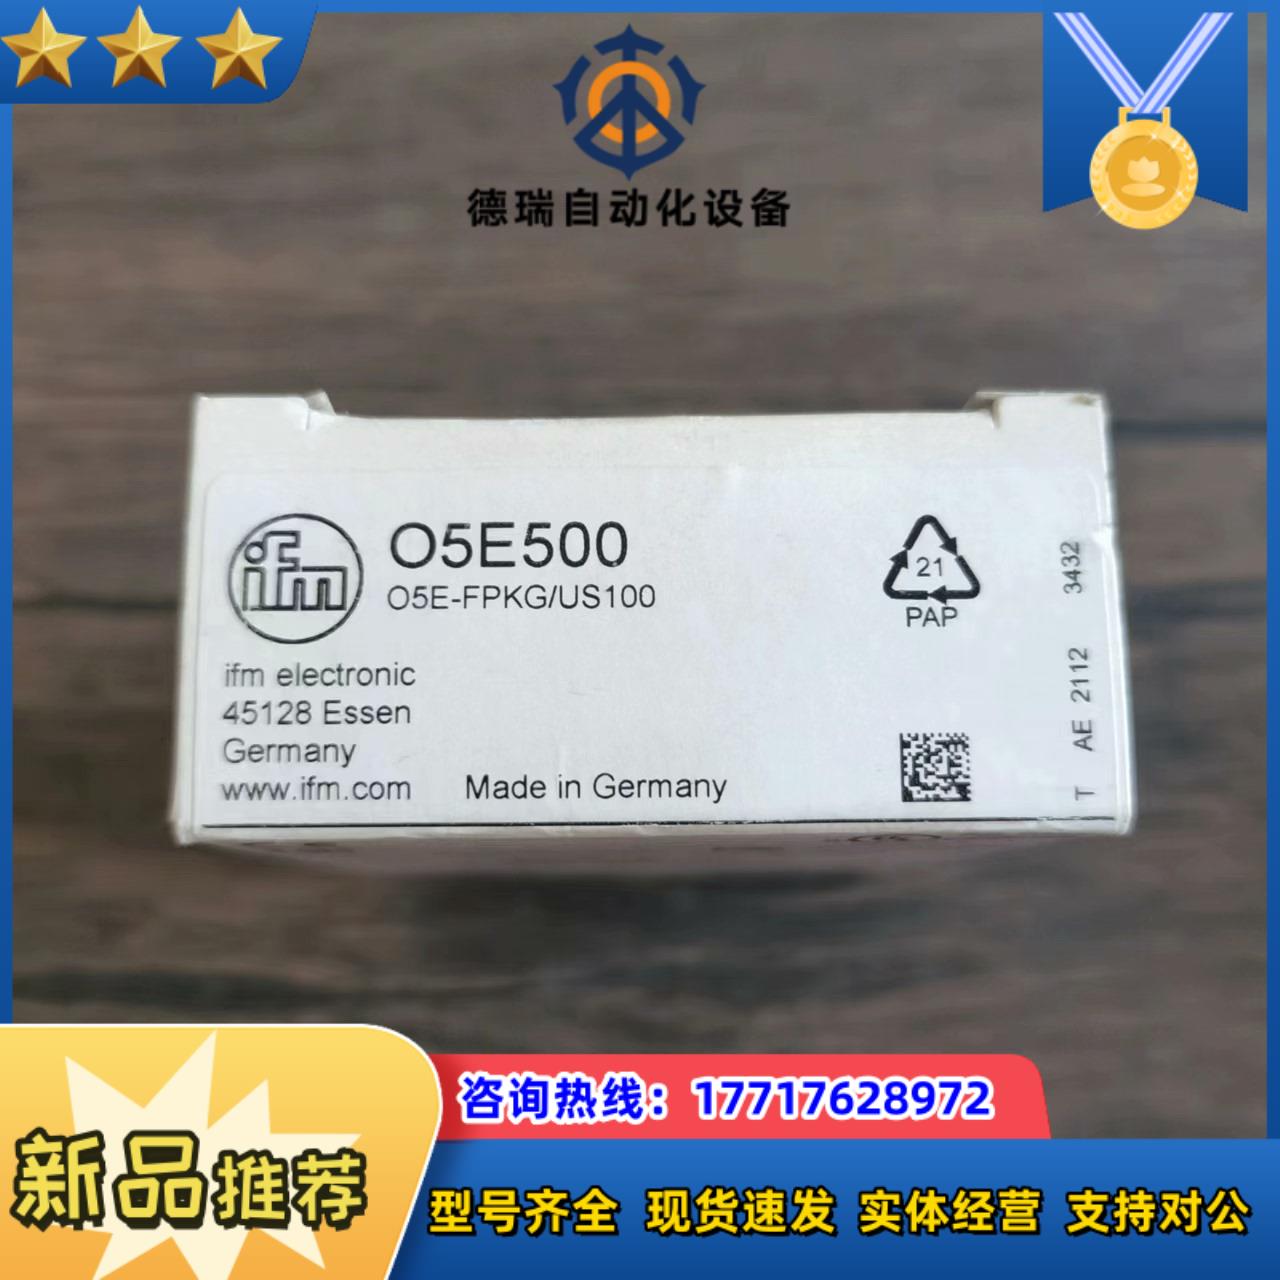 德瑞自动化设备
ifm
O5E500
O5E-FPKG/US100
21
PAP
ifm electronic
45128 Essen
Germany
www.ifm.com
Made in Germany
T AE 2112 3432
咨询热线：17717628972
新品推荐
型号齐全 现货速发 实体经营 支持对公